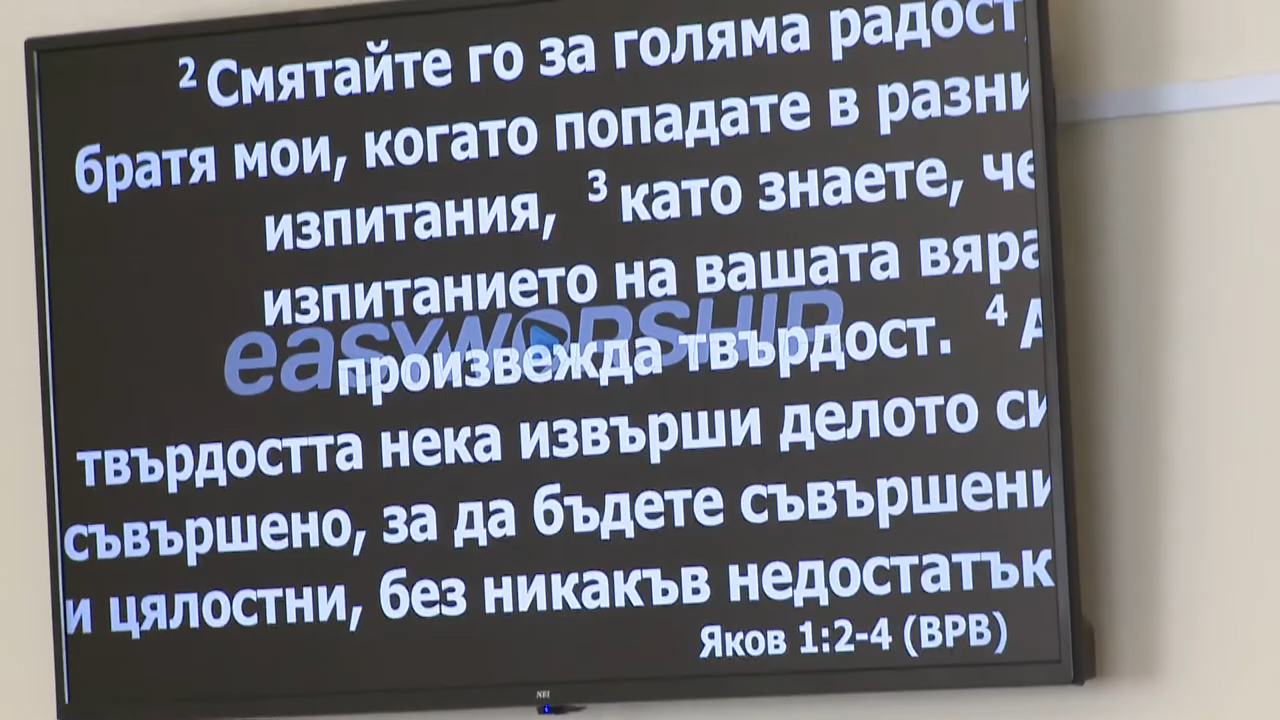 2 Смятайте го за голяма радост,
братя мои, когато попадате в разни
изпитания, 3 като знаете, че
изпитанието на вашата вяра
easyworship
произвежда твърдост. 4 А
твърдостта нека извърши делото си
съвършено, за да бъдете съвършени
и цялостни, без никакъв недостатък
Яков 1:2-4 (ВРВ)
NEI